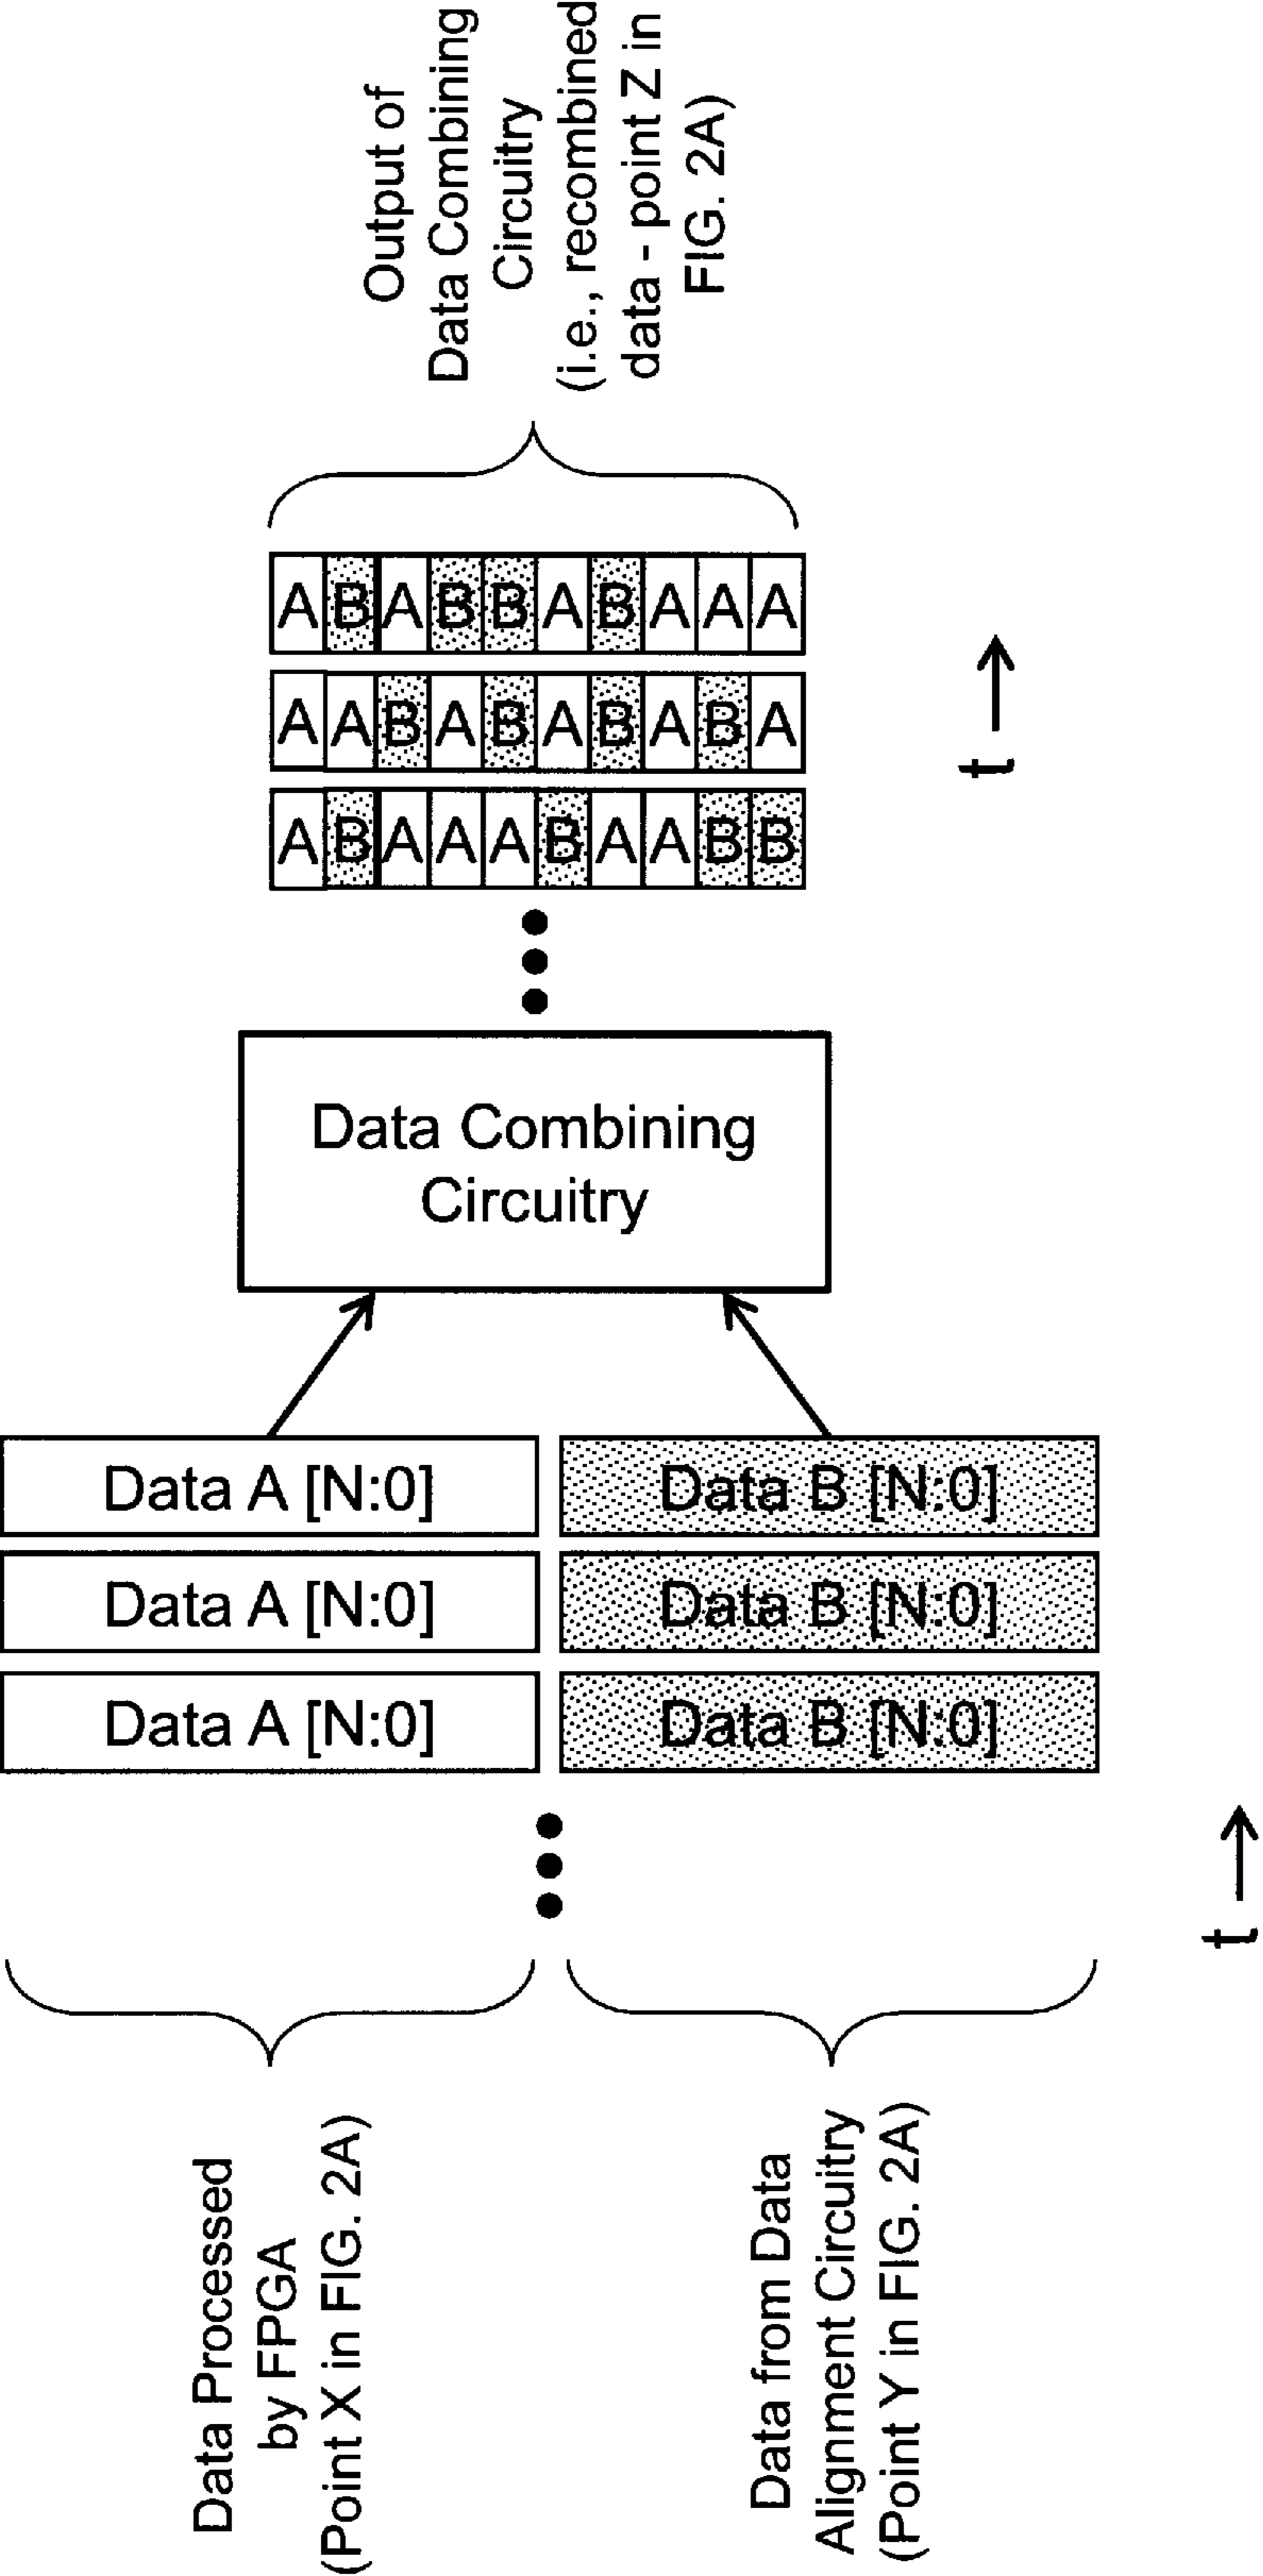 Output of
Data Combining
Circuitry
(i.e., recombined
data - point Z in
FIG. 2A)
A B A B B A B A A A
A A B A B A B A B A
A B A A A B A A B B
t
Data Combining
Circuitry
Data A [N:0]
Data B [N:0]
Data A [N:0]
Data B [N:0]
Data A [N:0]
Data B [N:0]
t
Data Processed
by FPGA
(Point X in FIG. 2A)
Data from Data
Alignment Circuitry
(Point Y in FIG. 2A)